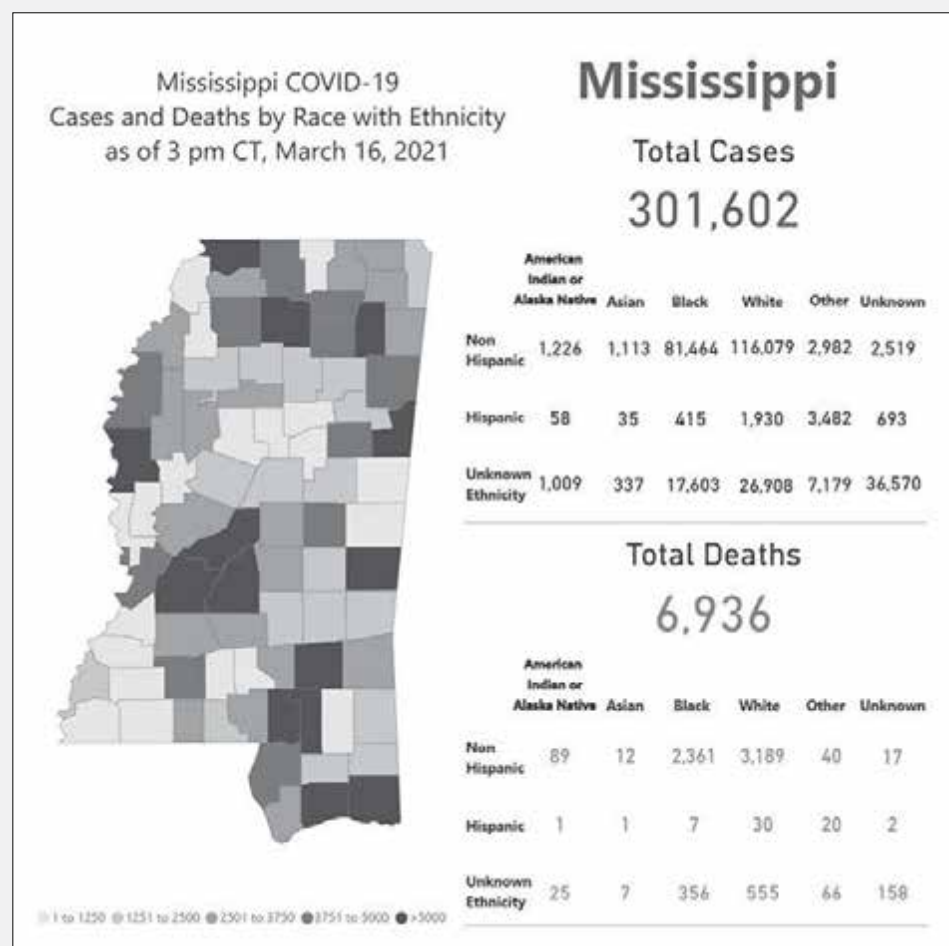 Mississippi COVID-19
Cases and Deaths by Race with Ethnicity
as of 3 pm CT, March 16, 2021
Mississippi
Total Cases
301,602
American
Indian or
Alaska Native Asian Black White Other Unknown
Non
Hispanic 1,226 1,113 81,464 116,079 2,982 2,519
Hispanic 58 35 415 1,930 3,482 693
Unknown
Ethnicity 1,009 337 17,603 26,908 7,179 36,570
Total Deaths
6,936
American
Indian or
Alaska Native Asian Black White Other Unknown
Non
Hispanic 89 12 2,361 3,189 40 17
Hispanic 1 1 7 30 20 2
Unknown
Ethnicity 25 7 356 555 66 158
1 to 1250 1251 to 2500 2501 to 3750 3751 to 5000 >5000